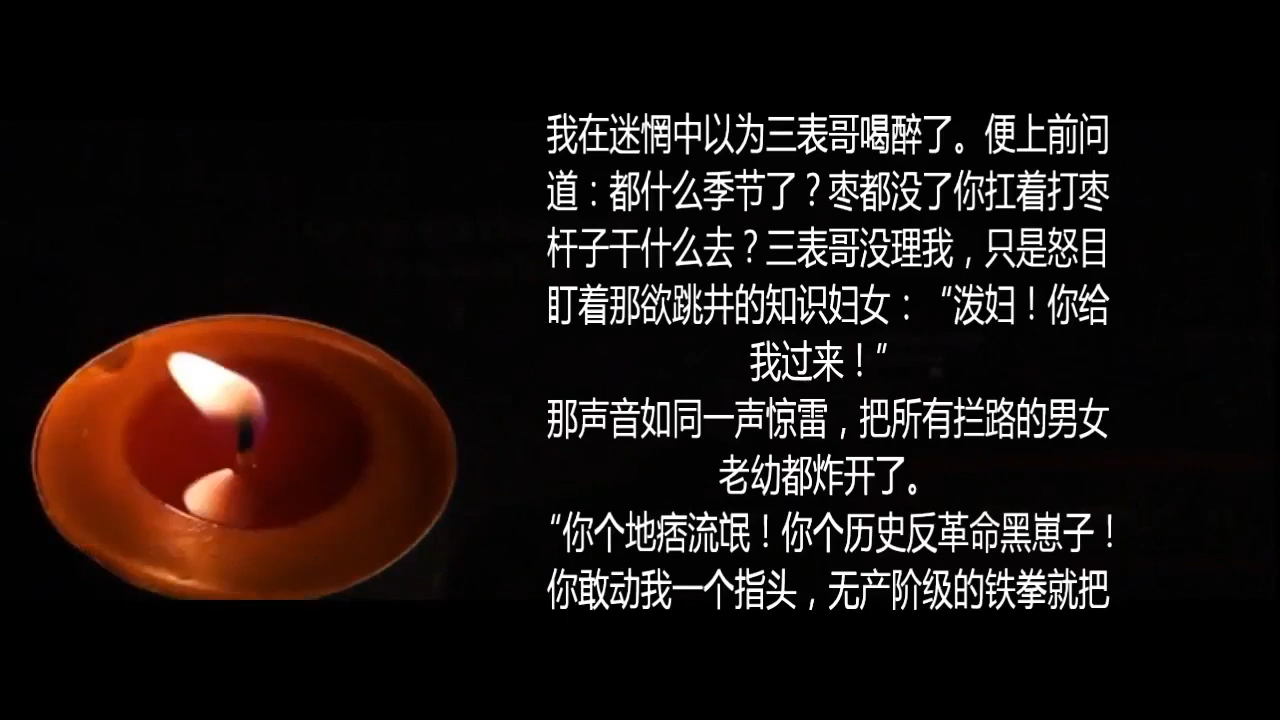 我在迷惘中以为三表哥喝醉了。便上前问
道：都什么季节了？枣都没了你扛着打枣
杆子干什么去？三表哥没理我，只是怒目
盯着那欲跳井的知识妇女：“泼妇！你给
我过来！”
那声音如同一声惊雷，把所有拦路的男女
老幼都炸开了。
“你个地痞流氓！你个历史反革命黑崽子！
你敢动我一个指头，无产阶级的铁拳就把